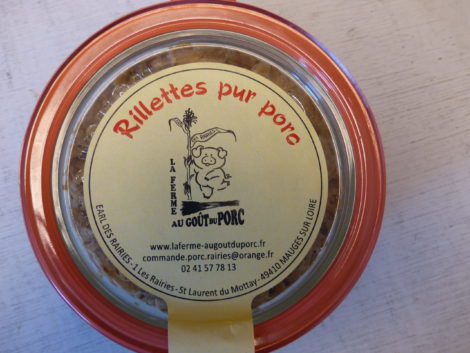 Rillettes pur porc
LA FERME
AU GOÛT DU PORC
www.laferme-augoutduporc.fr
commande.porc.rairies@orange.fr
02 41 57 78 13
EARL DES RAIRIES - 1 Les Rairies - St Laurent du Mottay - 49410 MAUGES SUR LOIRE